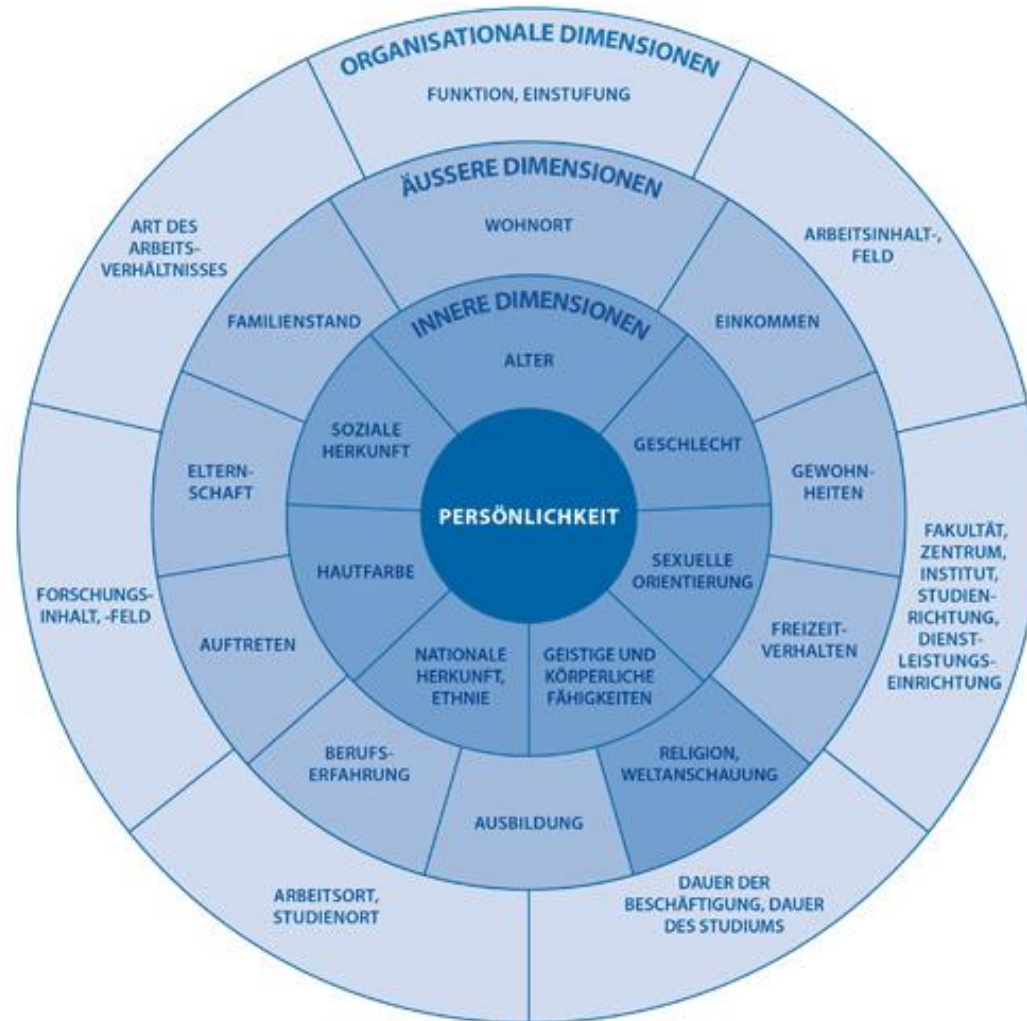 ORGANISATIONALE DIMENSIONEN
FUNKTION, EINSTUFUNG
ARBEITSINHALT-,
FELD
FAKULTÄT,
ZENTRUM,
INSTITUT,
STUDIEN-
RICHTUNG,
DIENST-
LEISTUNGS-
EINRICHTUNG
DAUER DER
BESCHÄFTIGUNG, DAUER
DES STUDIUMS
ARBEITSORT,
STUDIENORT
FORSCHUNGS-
INHALT, -FELD
ART DES
ARBEITS-
VERHÄLTNISSES
ÄUSSERE DIMENSIONEN
WOHNORT
EINKOMMEN
GEWOHN-
HEITEN
FREIZEIT-
VERHALTEN
RELIGION,
WELTANSCHAUUNG
AUSBILDUNG
BERUFS-
ERFAHRUNG
AUFTRETEN
ELTERN-
SCHAFT
FAMILIENSTAND
INNERE DIMENSIONEN
ALTER
GESCHLECHT
SEXUELLE
ORIENTIERUNG
GEISTIGE UND
KÖRPERLICHE
FÄHIGKEITEN
NATIONALE
HERKUNFT,
ETHNIE
HAUTFARBE
SOZIALE
HERKUNFT
PERSÖNLICHKEIT